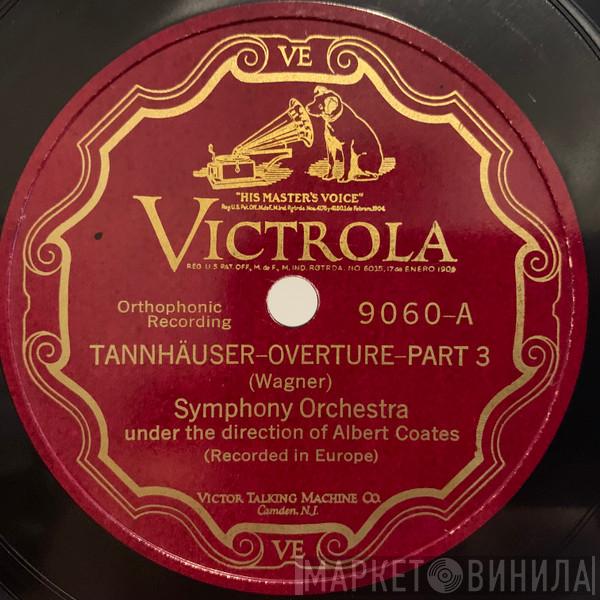 VE
"HIS MASTER'S VOICE"
VICTROLA
Orthophonic
Recording
9060-A
TANNHÄUSER-OVERTURE-PART 3
(Wagner)
Symphony Orchestra
under the direction of Albert Coates
(Recorded in Europe)
VICTOR TALKING MACHINE CO.
Camden, N.J.
VE
МАРКЕТ ВИНИЛА